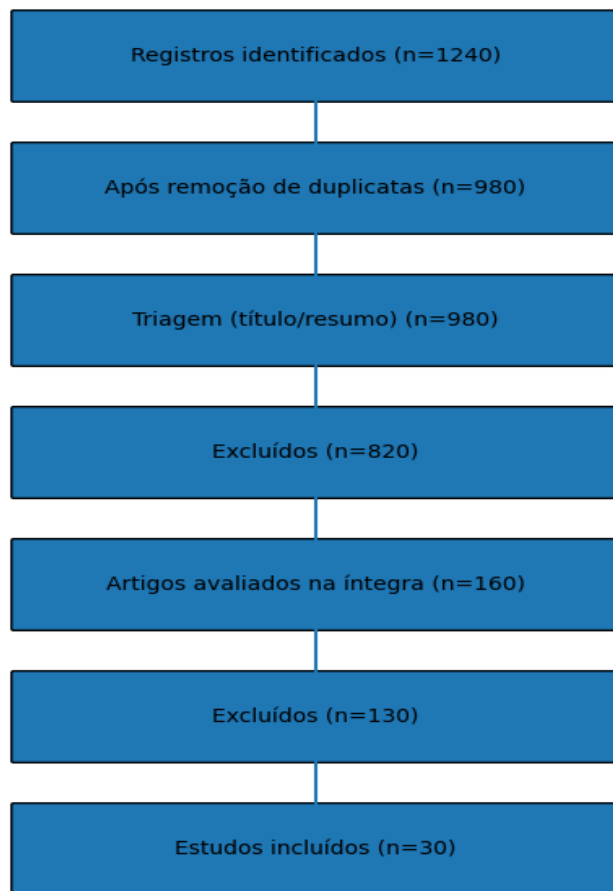 Registros identificados (n=1240)
Após remoção de duplicatas (n=980)
Triagem (título/resumo) (n=980)
Excluídos (n=820)
Artigos avaliados na íntegra (n=160)
Excluídos (n=130)
Estudos incluídos (n=30)